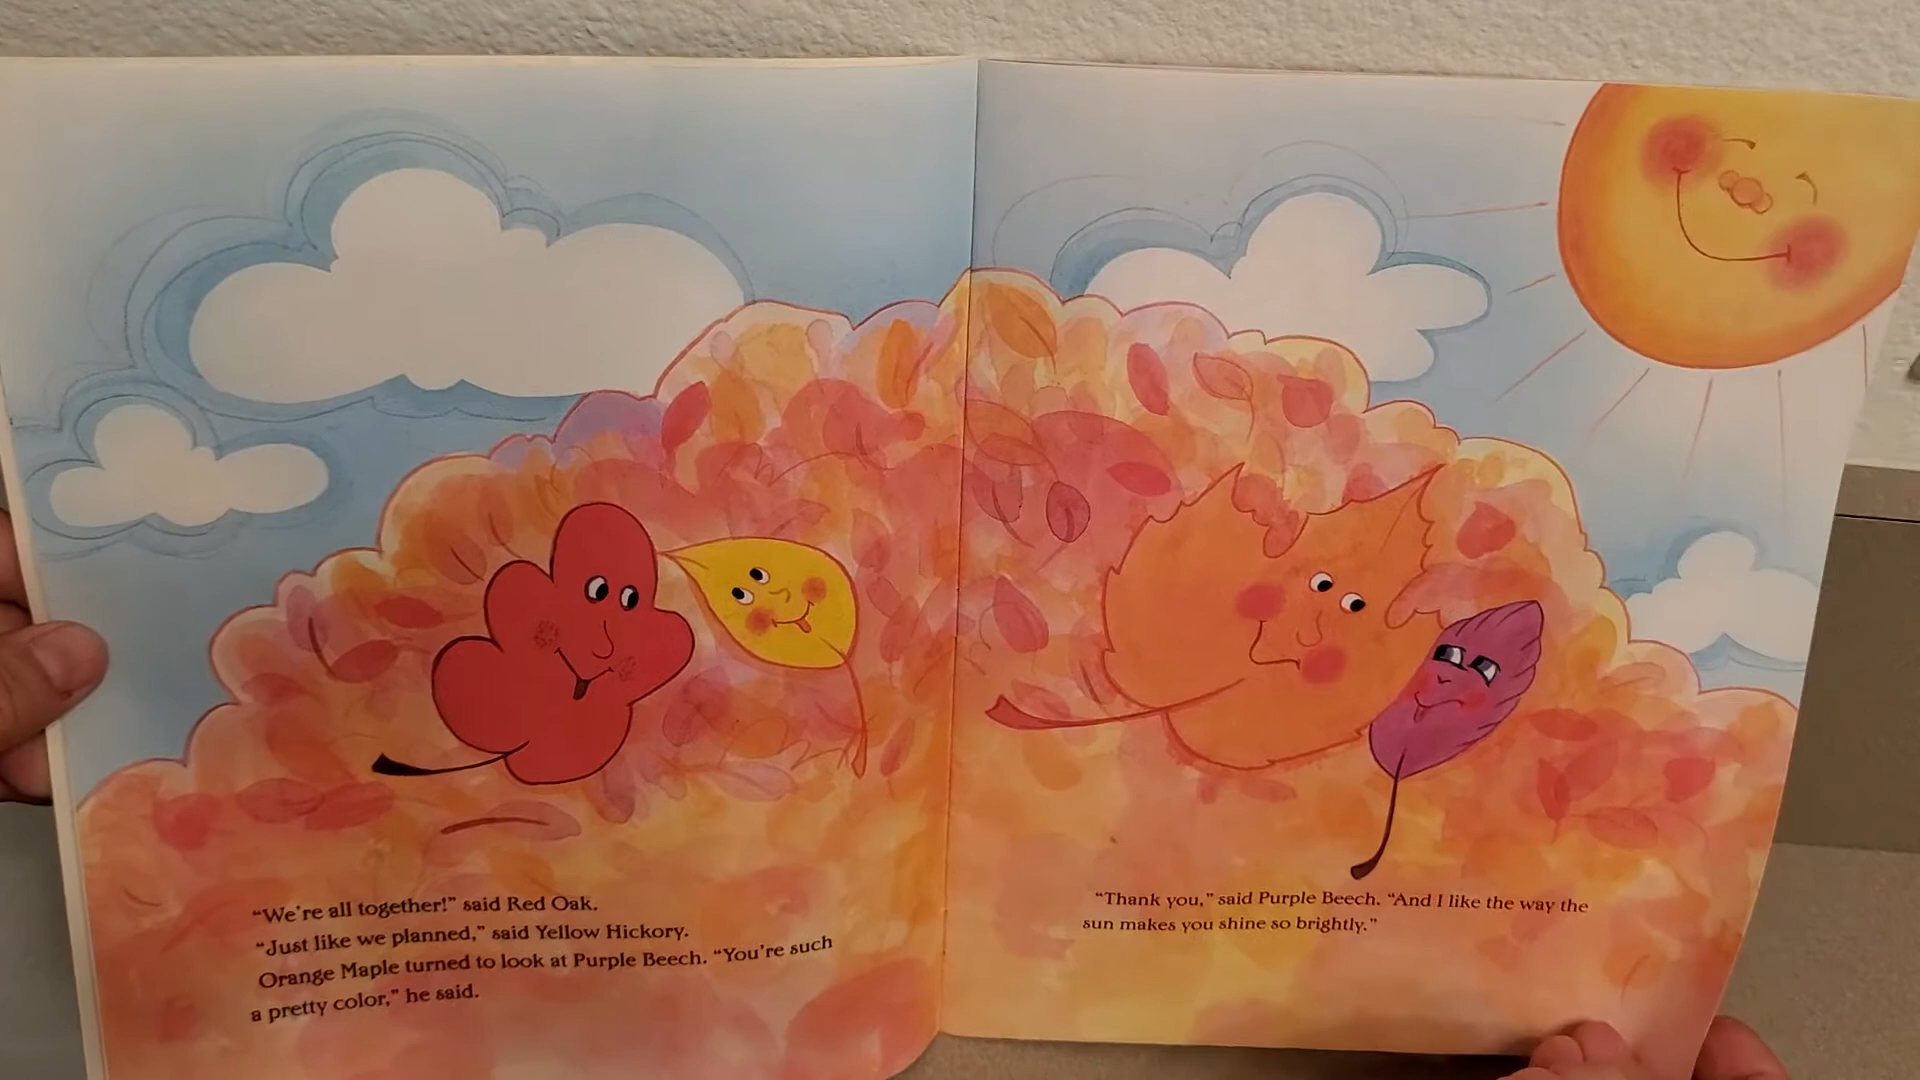 “We’re all together!” said Red Oak.
“Just like we planned,” said Yellow Hickory.
Orange Maple turned to look at Purple Beech. “You’re such
a pretty color,” he said.
“Thank you,” said Purple Beech. “And I like the way the
sun makes you shine so brightly.”